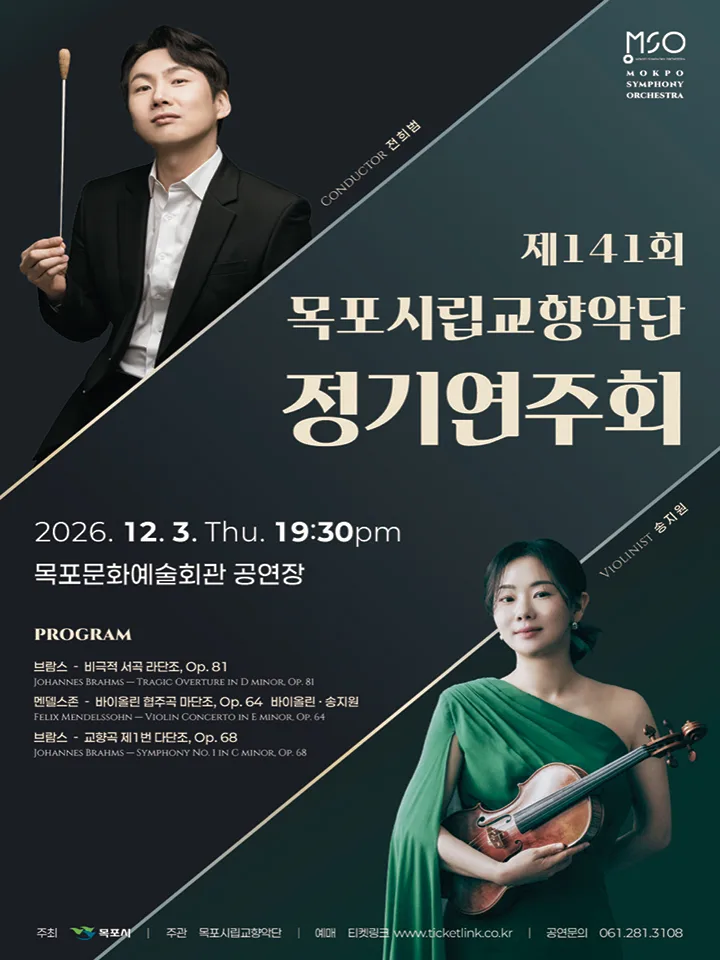 MSO
MOKPO
SYMPHONY
ORCHESTRA
CONDUCTOR 전희범
제141회
목포시립교향악단
정기연주회
2026. 12. 3. Thu. 19:30pm
목포문화예술회관 공연장
VIOLINIST 송지원
PROGRAM
브람스 - 비극적 서곡 라단조, Op. 81
JOHANNES BRAHMS — TRAGIC OVERTURE IN D MINOR, OP. 81
멘델스존 - 바이올린 협주곡 마단조, Op. 64 바이올린 · 송지원
FELIX MENDELSSOHN — VIOLIN CONCERTO IN E MINOR, OP. 64
브람스 - 교향곡 제1번 다단조, Op. 68
JOHANNES BRAHMS — SYMPHONY NO. 1 IN C MINOR, OP. 68
주최 목포시 | 주관 목포시립교향악단 | 예매 티켓링크 www.ticketlink.co.kr | 공연문의 061.281.3108